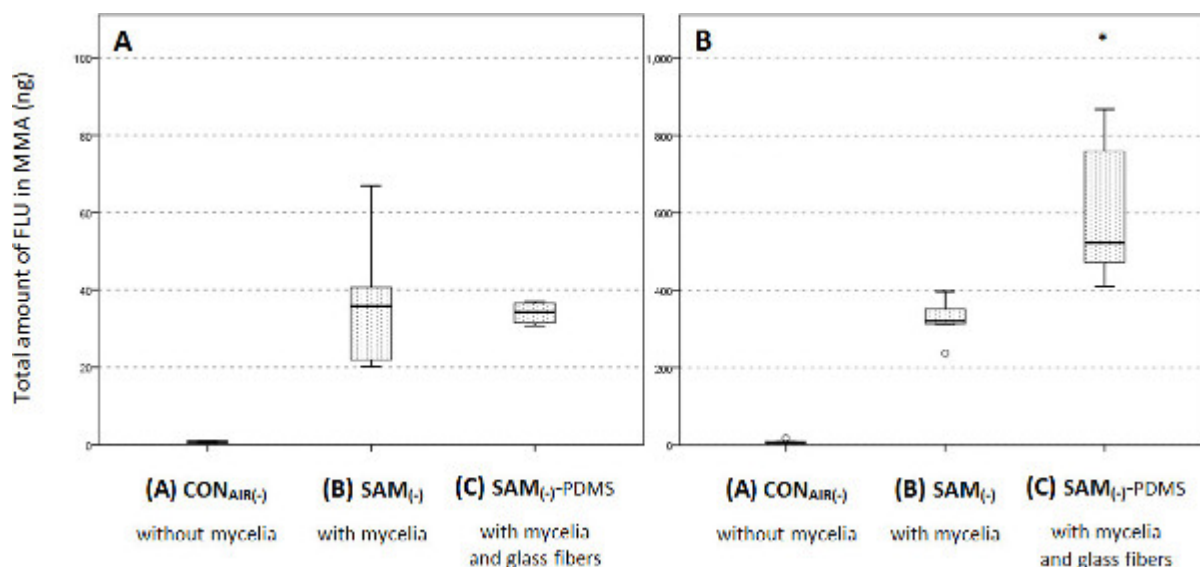 Total amount of FLU in MMA (ng)
A
100
80
60
40
20
0
(A) CONAIR(-)
without mycelia
(B) SAM(-)
with mycelia
(C) SAM(-)-PDMS
with mycelia
and glass fibers
B
1,000
800
600
400
200
0
(A) CONAIR(-)
without mycelia
(B) SAM(-)
with mycelia
(C) SAM(-)-PDMS
with mycelia
and glass fibers